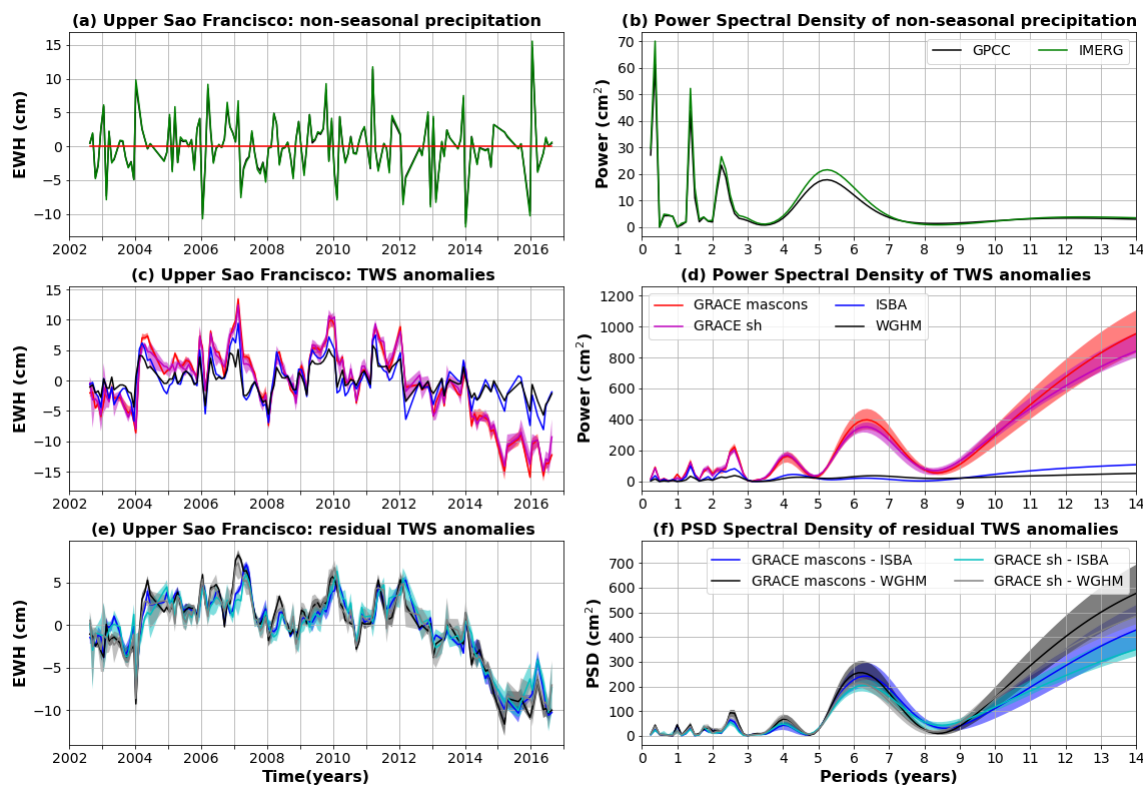 (a) Upper Sao Francisco: non-seasonal precipitation
EWH (cm)
15
10
5
0
−5
−10
2002 2004 2006 2008 2010 2012 2014 2016
(b) Power Spectral Density of non-seasonal precipitation
Power (cm²)
70
60
50
40
30
20
10
0
GPCC IMERG
0 1 2 3 4 5 6 7 8 9 10 11 12 13 14
(c) Upper Sao Francisco: TWS anomalies
EWH (cm)
15
10
5
0
−5
−10
−15
2002 2004 2006 2008 2010 2012 2014 2016
(d) Power Spectral Density of TWS anomalies
Power (cm²)
1200
1000
800
600
400
200
0
GRACE mascons ISBA
GRACE sh WGHM
0 1 2 3 4 5 6 7 8 9 10 11 12 13 14
(e) Upper Sao Francisco: residual TWS anomalies
EWH (cm)
5
0
−5
−10
2002 2004 2006 2008 2010 2012 2014 2016
Time(years)
(f) PSD Spectral Density of residual TWS anomalies
PSD (cm²)
700
600
500
400
300
200
100
0
GRACE mascons - ISBA GRACE sh - ISBA
GRACE mascons - WGHM GRACE sh - WGHM
0 1 2 3 4 5 6 7 8 9 10 11 12 13 14
Periods (years)